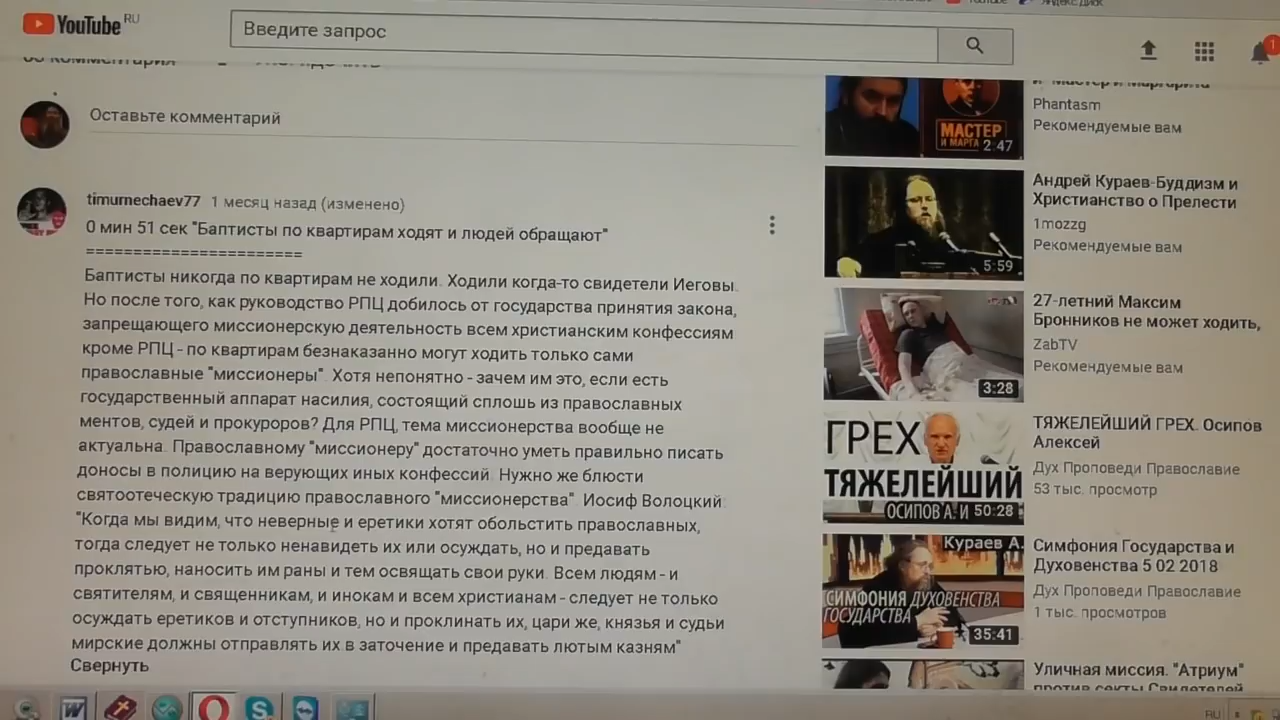 YouTube RU
Введите запрос
1
Оставьте комментарий
timurnechaev77 1 месяц назад (изменено)
0 мин 51 сек "Баптисты по квартирам ходят и людей обращают"
=======================
Баптисты никогда по квартирам не ходили. Ходили когда-то свидетели Иеговы.
Но после того, как руководство РПЦ добилось от государства принятия закона,
запрещающего миссионерскую деятельность всем христианским конфессиям
кроме РПЦ - по квартирам безнаказанно могут ходить только сами
православные "миссионеры". Хотя непонятно - зачем им это, если есть
государственный аппарат насилия, состоящий сплошь из православных
ментов, судей и прокуроров? Для РПЦ, тема миссионерства вообще не
актуальна. Православному "миссионеру" достаточно уметь правильно писать
доносы в полицию на верующих иных конфессий. Нужно же блюсти
святоотеческую традицию православного "миссионерства". Иосиф Волоцкий:
"Когда мы видим, что неверные и еретики хотят обольстить православных,
тогда следует не только ненавидеть их или осуждать, но и предавать
проклятью, наносить им раны и тем освящать свои руки. Всем людям - и
святителям, и священникам, и инокам и всем христианам - следует не только
осуждать еретиков и отступников, но и проклинать их, цари же, князья и судьи
мирские должны отправлять их в заточение и предавать лютым казням"
Свернуть
МАСТЕР
И МАРГА 2:47
Phantasm
Рекомендуемые вам
5:59
Андрей Кураев-Буддизм и
Христианство о Прелести
1mozzg
Рекомендуемые вам
3:28
27-летний Максим
Бронников не может ходить,
ZabTV
Рекомендуемые вам
ГРЕХ
ТЯЖЕЛЕЙШИЙ
ОСИПОВ А. И 50:28
ТЯЖЕЛЕЙШИЙ ГРЕХ. Осипов
Алексей
Дух Проповеди Православие
53 тыс. просмотр
Кураев А.
СИМФОНИЯ ДУХОВЕНСТВА
ГОСУДАРСТВА
35:41
Симфония Государства и
Духовенства 5 02 2018
Дух Проповеди Православие
1 тыс. просмотров
Уличная миссия. "Атриум"
против секты Свидетелей
RU